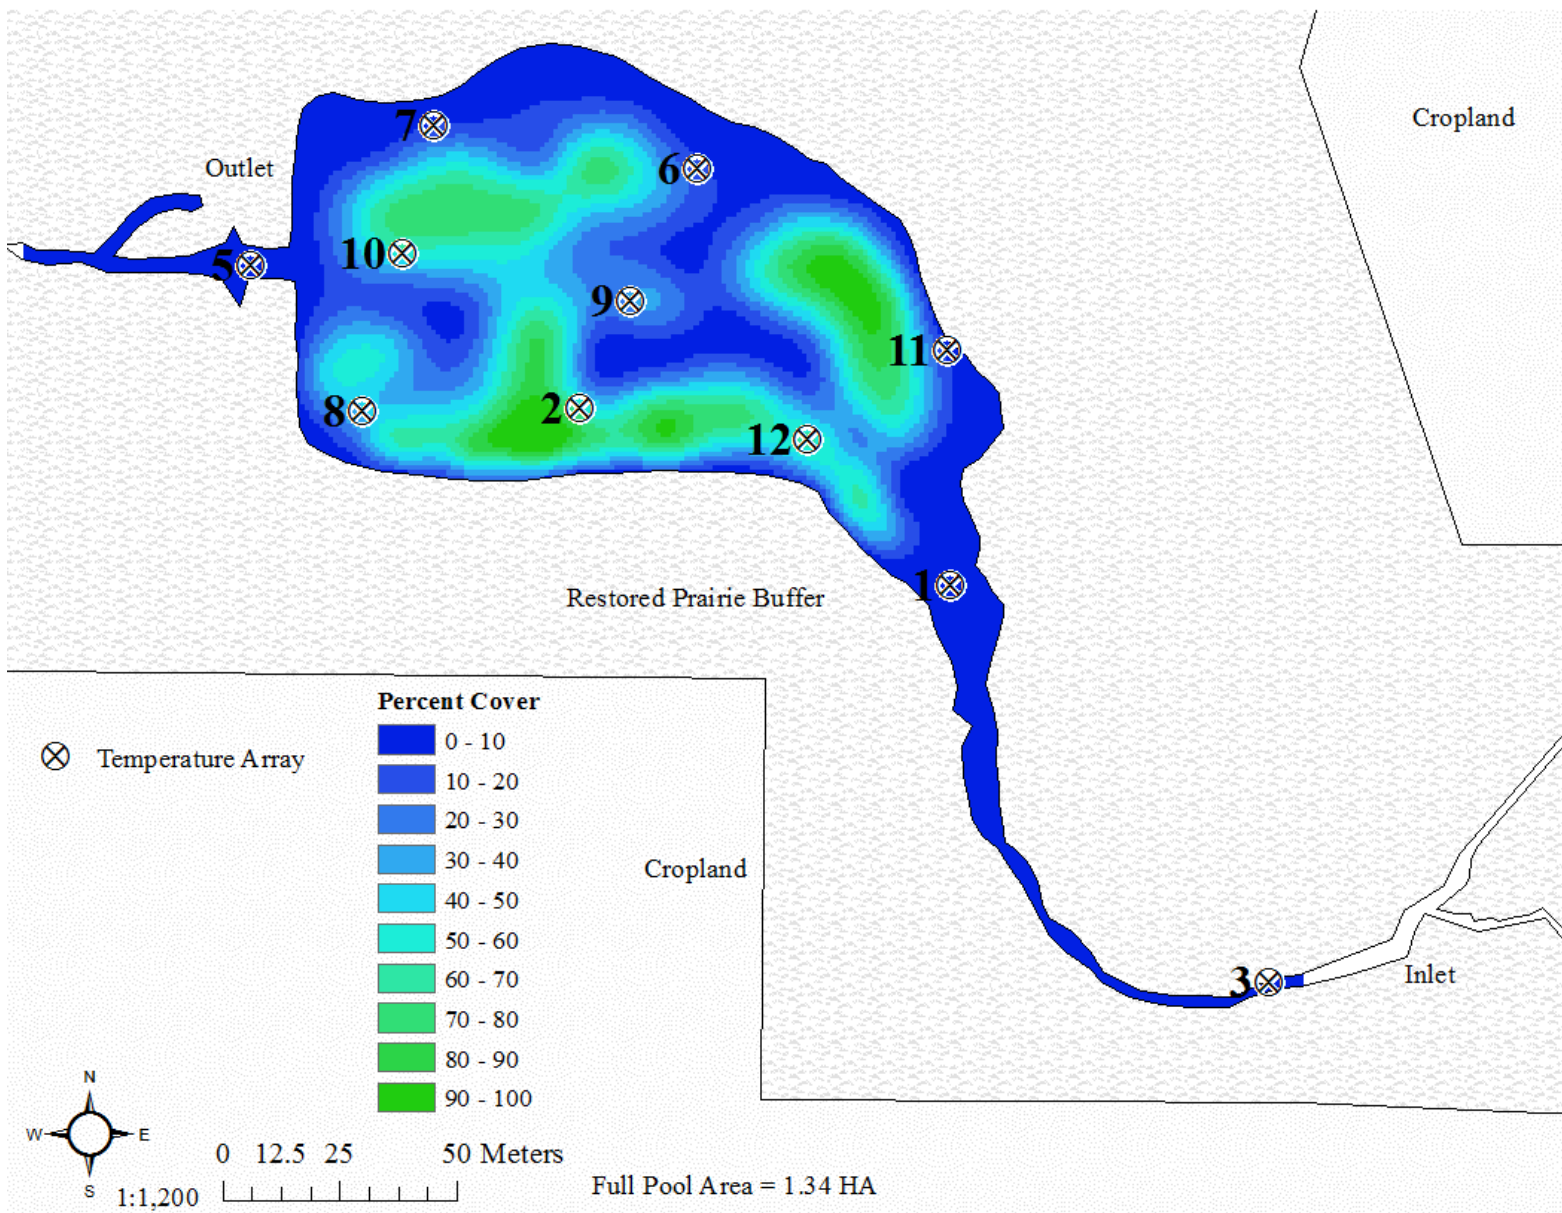 Cropland
7
Outlet
6
10
5
9
11
8
2
12
Restored Prairie Buffer
1
Percent Cover
0 - 10
10 - 20
20 - 30
30 - 40
40 - 50
50 - 60
60 - 70
70 - 80
80 - 90
90 - 100
Temperature Array
Cropland
3
Inlet
N
W E
S
0 12.5 25 50 Meters
1:1,200
Full Pool Area = 1.34 HA